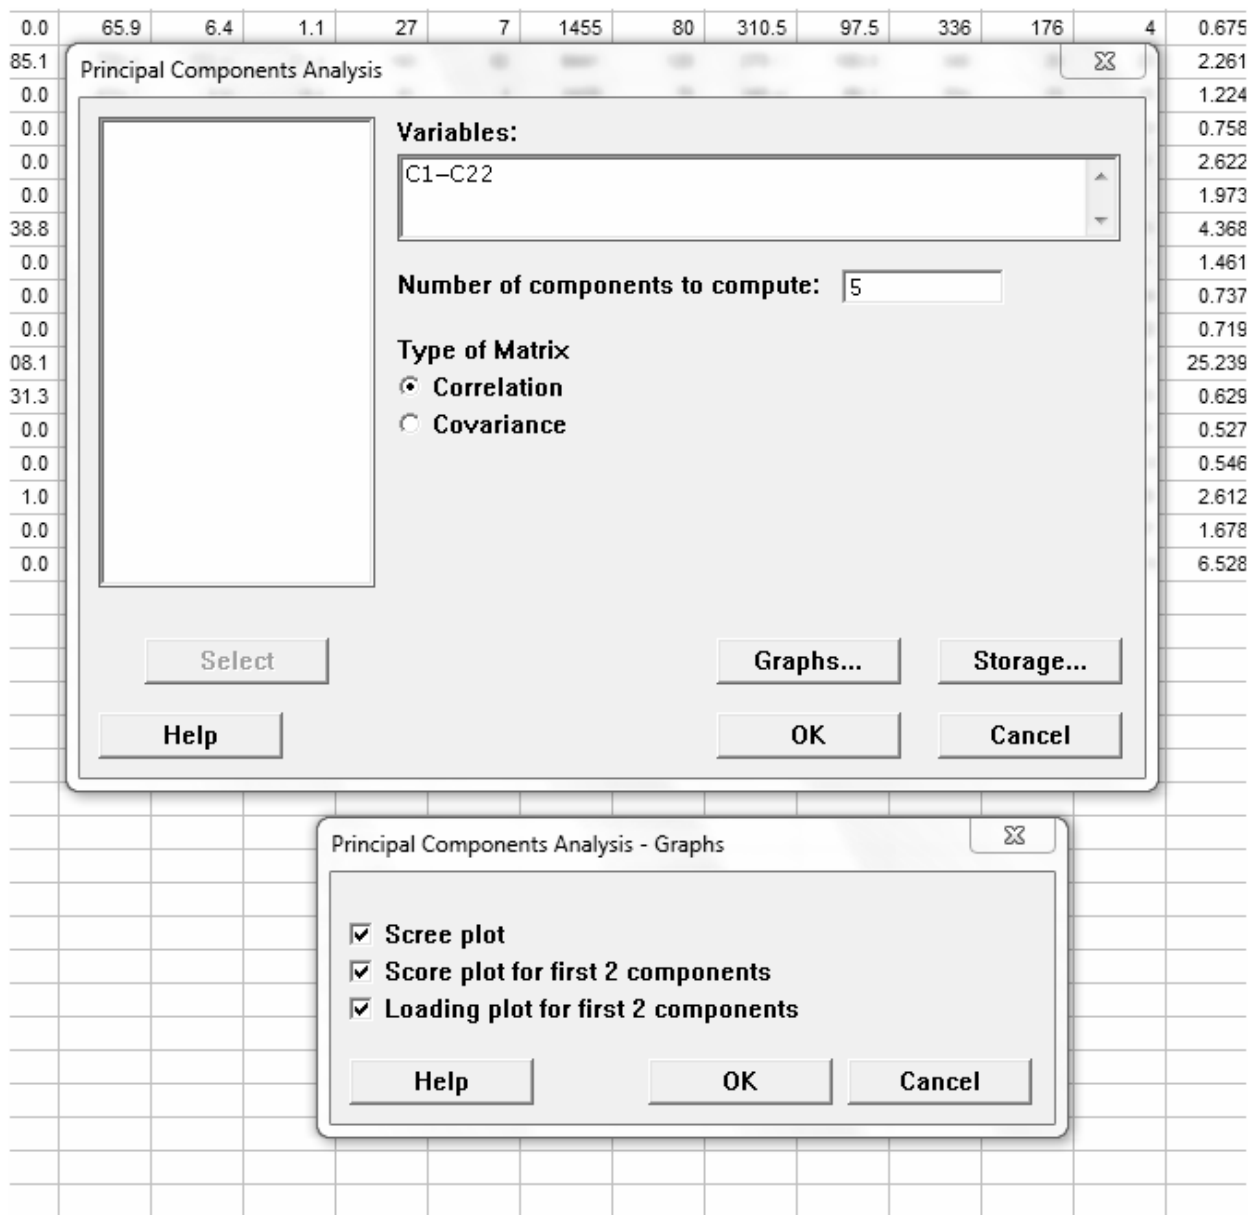 0.0 65.9 6.4 1.1 27 7 1455 80 310.5 97.5 336 176 4 0.675
85.1 2.261
Principal Components Analysis
0.0 1.224
Variables:
0.0 0.758
C1–C22
0.0 2.622
0.0 1.973
38.8 4.368
0.0 1.461
Number of components to compute: 5
0.0 0.737
0.0 0.719
Type of Matrix
08.1 25.239
Correlation
31.3 0.629
Covariance
0.0 0.527
0.0 0.546
1.0 2.612
0.0 1.678
0.0 6.528
Select Graphs... Storage...
Help OK Cancel
Principal Components Analysis - Graphs
Scree plot
Score plot for first 2 components
Loading plot for first 2 components
Help OK Cancel